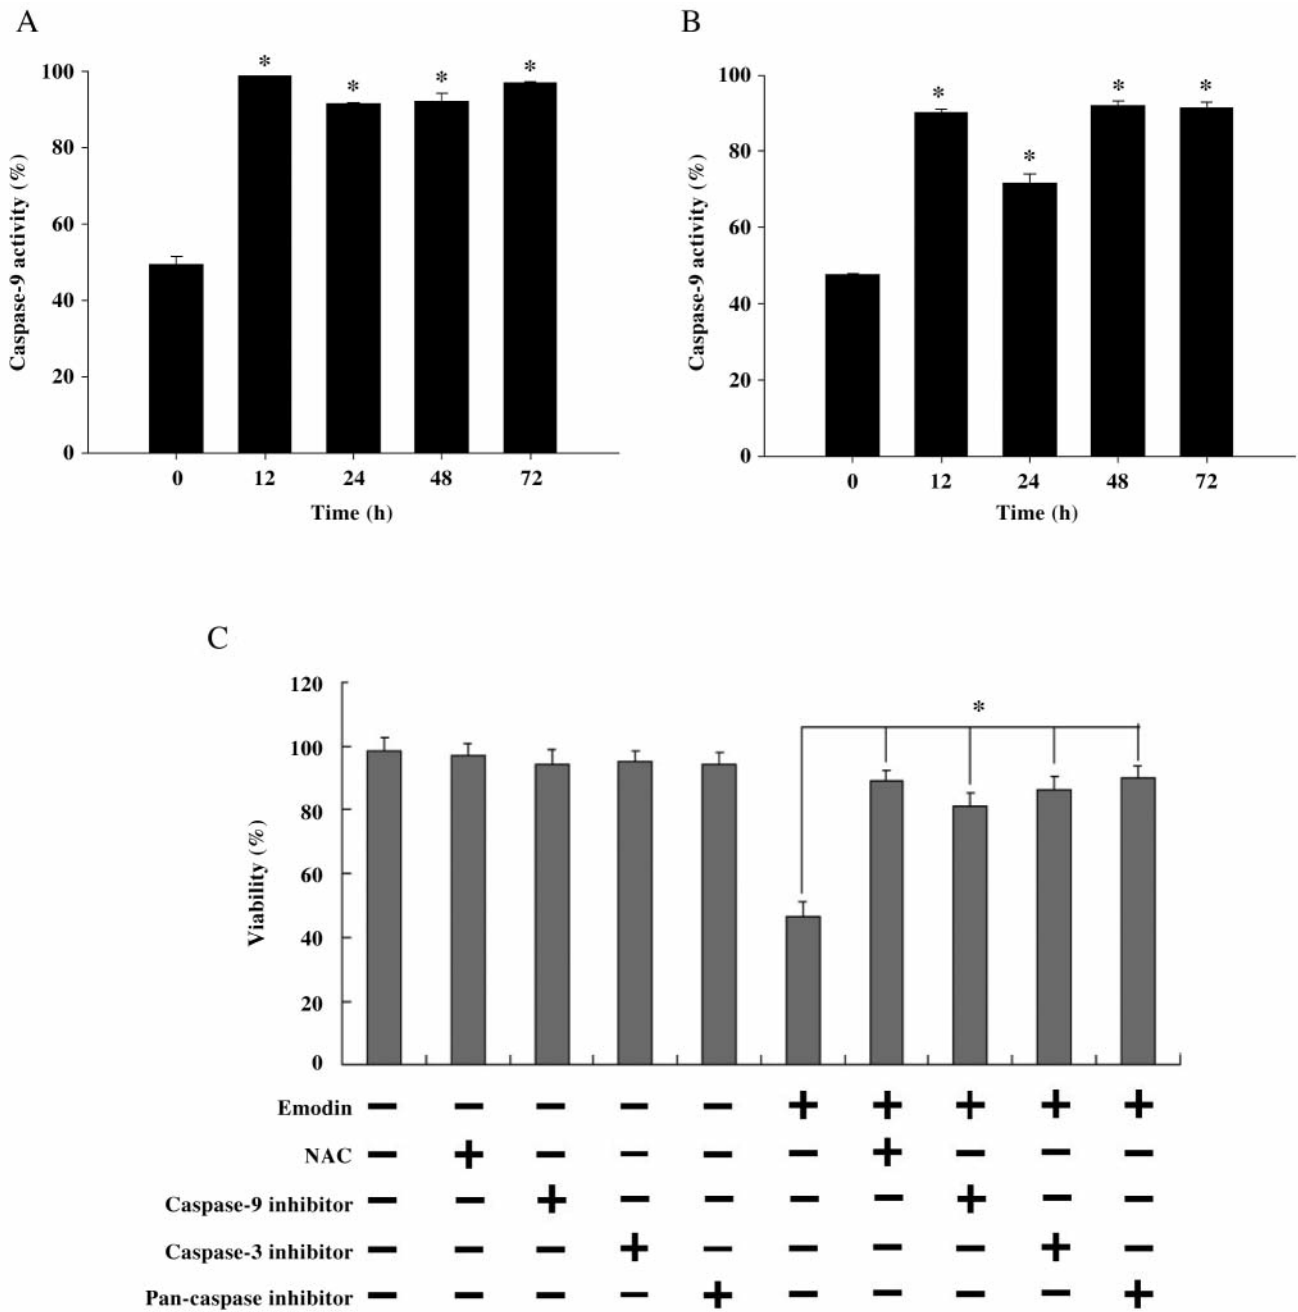 A
B
100
80
60
40
20
0
Caspase-9 activity (%)
* * * *
0 12 24 48 72
Time (h)
100
80
60
40
20
0
Caspase-9 activity (%)
* * * *
0 12 24 48 72
Time (h)
C
120
100
80
60
40
20
0
Viability (%)
*
Emodin − − − − − + + + + +
NAC − + − − − − + − − −
Caspase-9 inhibitor − − + − − − − + − −
Caspase-3 inhibitor − − − + − − − − + −
Pan-caspase inhibitor − − − − + − − − − +